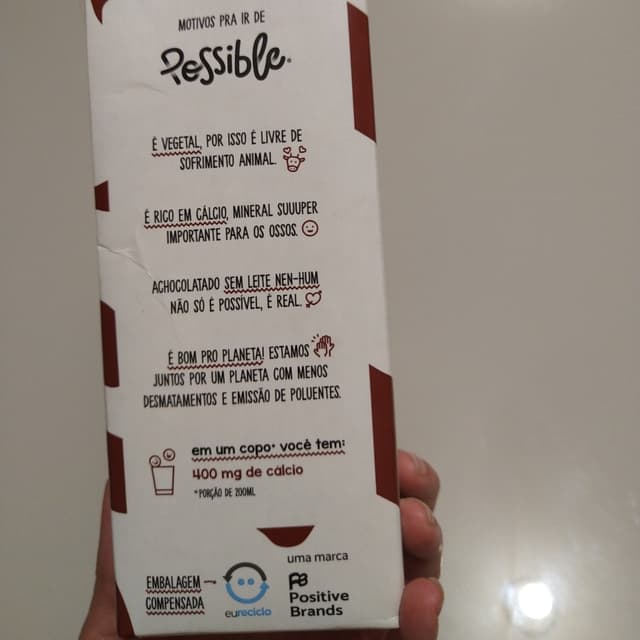 MOTIVOS PRA IR DE
Possible®
É VEGETAL, POR ISSO É LIVRE DE
SOFRIMENTO ANIMAL.
É RICO EM CÁLCIO, MINERAL SUUUPER
IMPORTANTE PARA OS OSSOS.
ACHOCOLATADO SEM LEITE NEN-HUM
NÃO SÓ É POSSÍVEL, É REAL.
É BOM PRO PLANETA! ESTAMOS
JUNTOS POR UM PLANETA COM MENOS
DESMATAMENTOS E EMISSÃO DE POLUENTES.
em um copo* você tem:
400 mg de cálcio
*PORÇÃO DE 200ML
EMBALAGEM
COMPENSADA
eureciclo
uma marca
PB
Positive
Brands